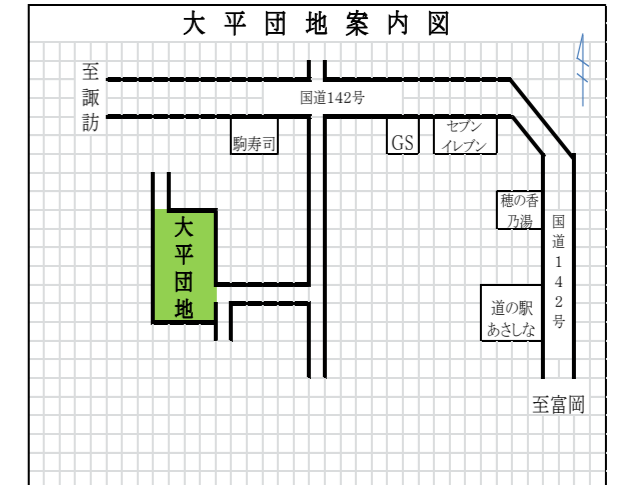 大平団地案内図
至諏訪
国道142号
駒寿司
GS
セブン
イレブン
穂の香
乃湯
国道142号
大平団地
道の駅
あさしな
至富岡